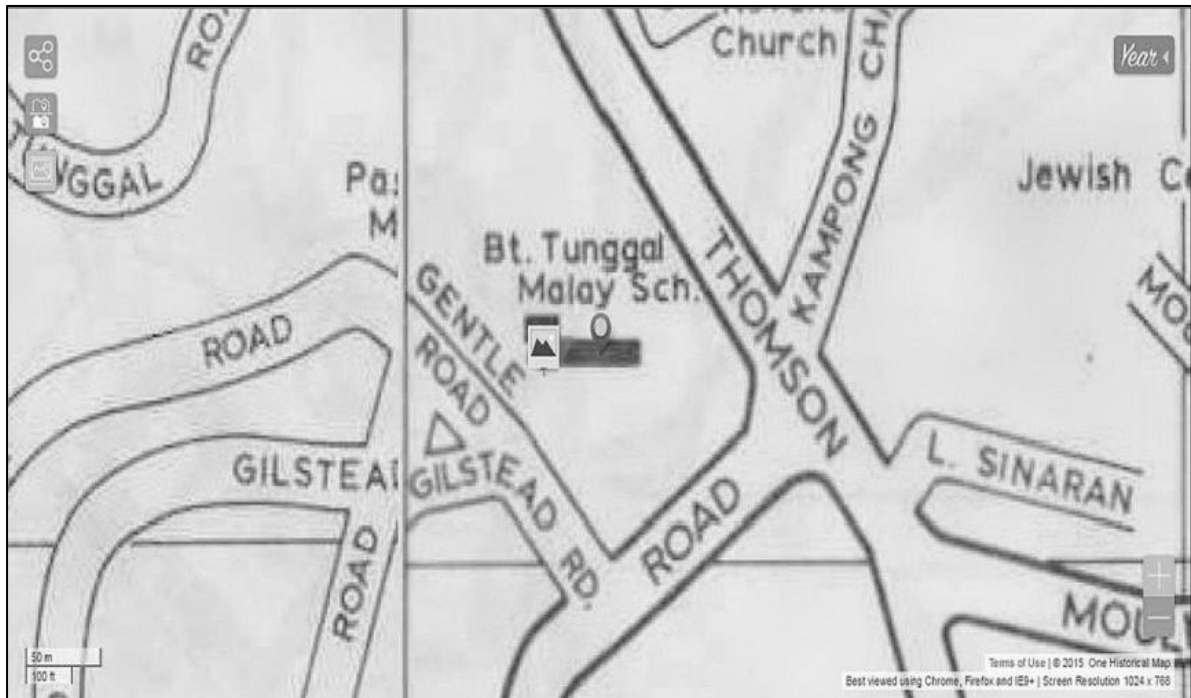 Church
Year
ROAD
Jewish
Bt. Tunggal
Malay Sch.
THOMSON
KAMPONG
GENTLE
ROAD
ROAD
GILSTEAD RD.
L. SINARAN
ROAD
ROAD
50 m
100 ft
Terms of Use | © 2015 One Historical Map
Best viewed using Chrome, Firefox and IE9+ | Screen Resolution 1024 x 768